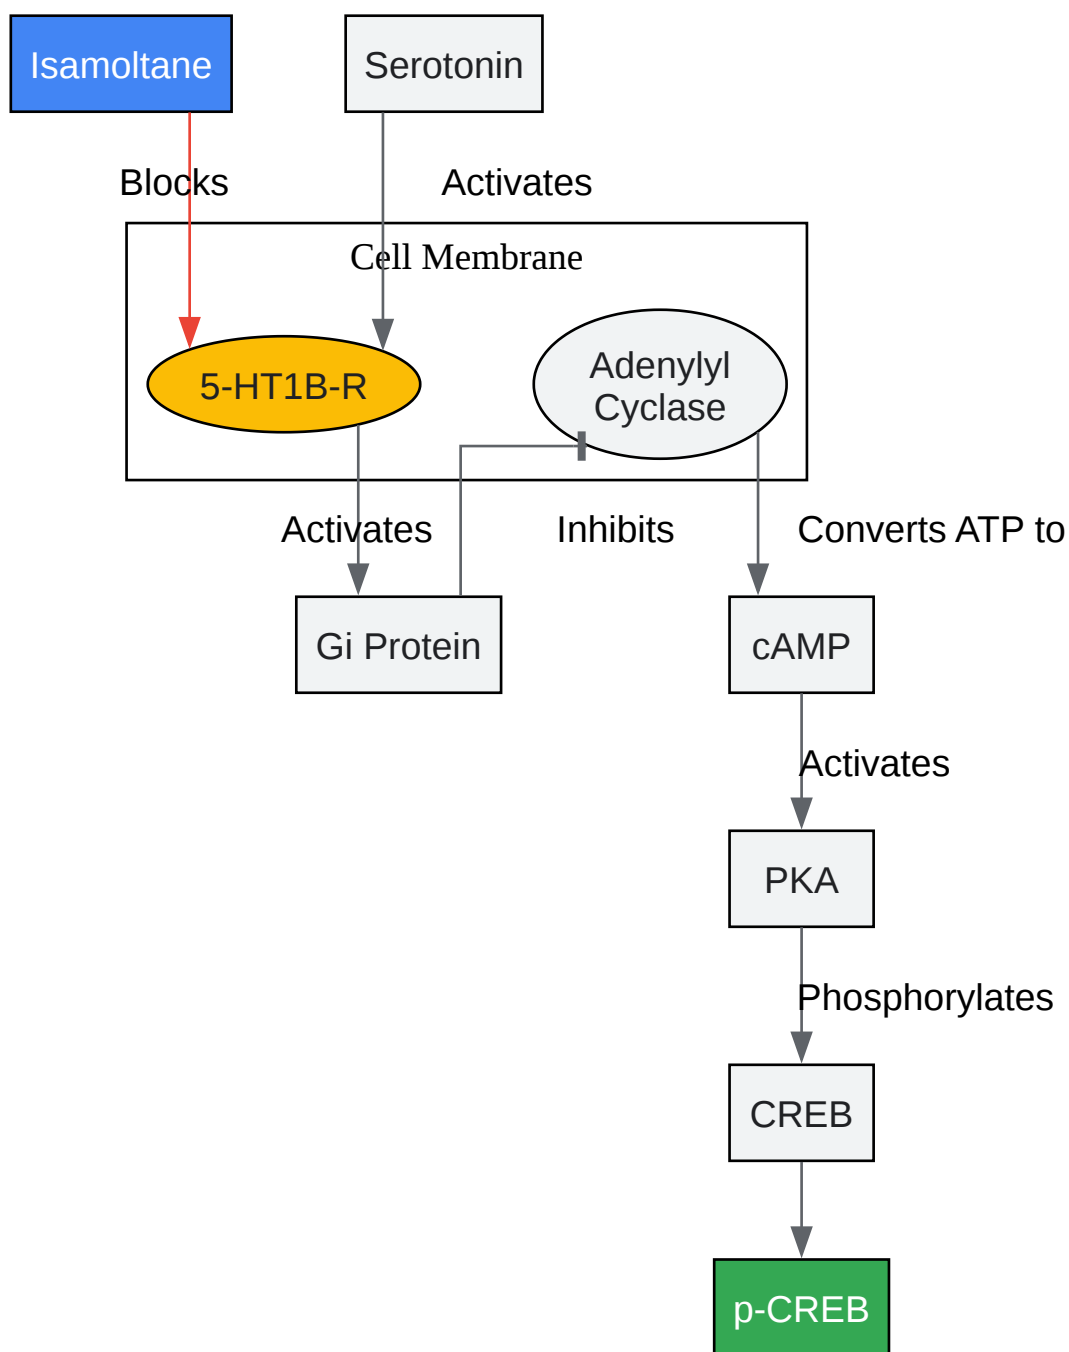 Isamoltane
Serotonin
Blocks
Activates
Cell Membrane
5-HT1B-R
Adenylyl
Cyclase
Activates
Inhibits
Converts ATP to
Gi Protein
cAMP
Activates
PKA
Phosphorylates
CREB
p-CREB